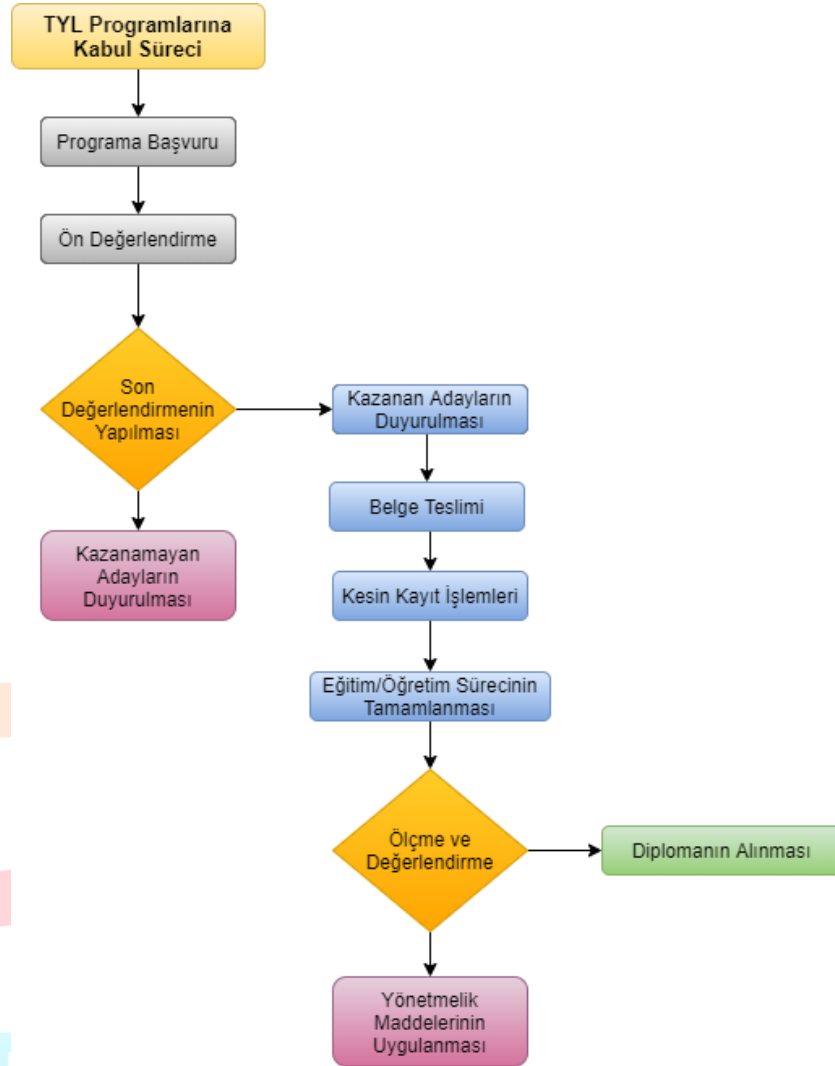 TYL Programlarına
Kabul Süreci
Programa Başvuru
Ön Değerlendirme
Son
Değerlendirmenin
Yapılması
Kazanan Adayların
Duyurulması
Belge Teslimi
Kazanamayan
Adayların
Duyurulması
Kesin Kayıt İşlemleri
Eğitim/Öğretim Sürecinin
Tamamlanması
Ölçme ve
Değerlendirme
Diplomanın Alınması
Yönetmelik
Maddelerinin
Uygulanması